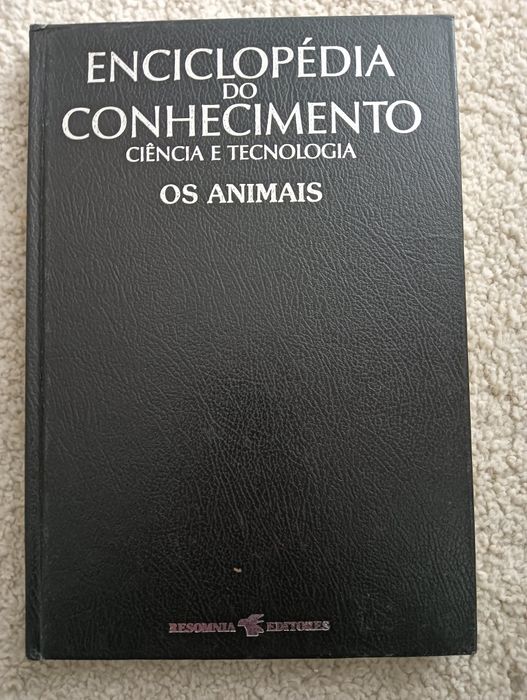 ENCICLOPÉDIA
DO
CONHECIMENTO
CIÊNCIA E TECNOLOGIA
OS ANIMAIS
RESOMNIA EDITORES